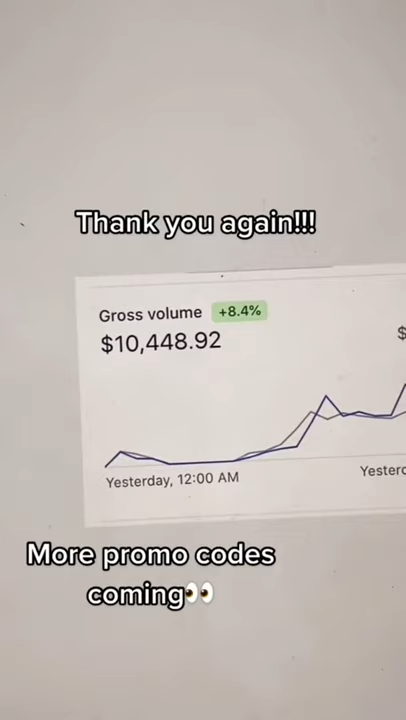 Thank you again!!!
Gross volume +8.4%
$10,448.92
$
Yesterday, 12:00 AM
More promo codes
coming👀